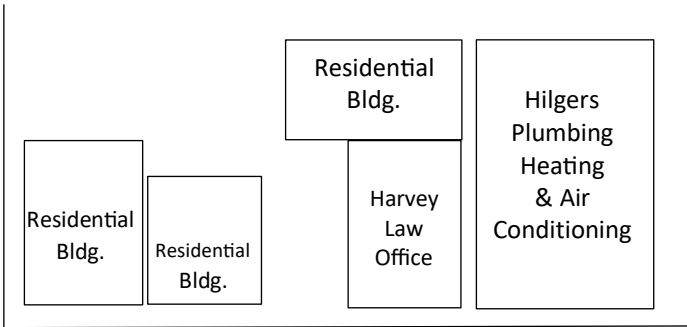 Residential
Bldg.
Hilgers
Plumbing
Heating
& Air
Conditioning
Harvey
Law
Office
Residential
Bldg.
Residential
Bldg.